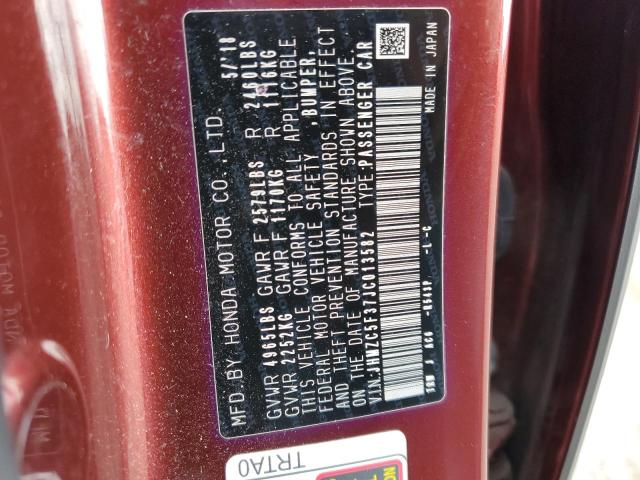 MFD.BY HONDA MOTOR CO.,LTD. 5/'18
GVWR 4965LBS GAWR F 2579LBS R 2460LBS
GVWR 2252KG GAWR F 1170KG R 1116KG
THIS VEHICLE CONFORMS TO ALL APPLICABLE
FEDERAL MOTOR VEHICLE SAFETY ,BUMPER,
AND THEFT PREVENTION STANDARDS IN EFFECT
ON THE DATE OF MANUFACTURE SHOWN ABOVE.
V.I.N:JHMZC5F37JC013582 TYPE:PASSENGER CAR
-L -C MADE IN JAPAN
TRTA0